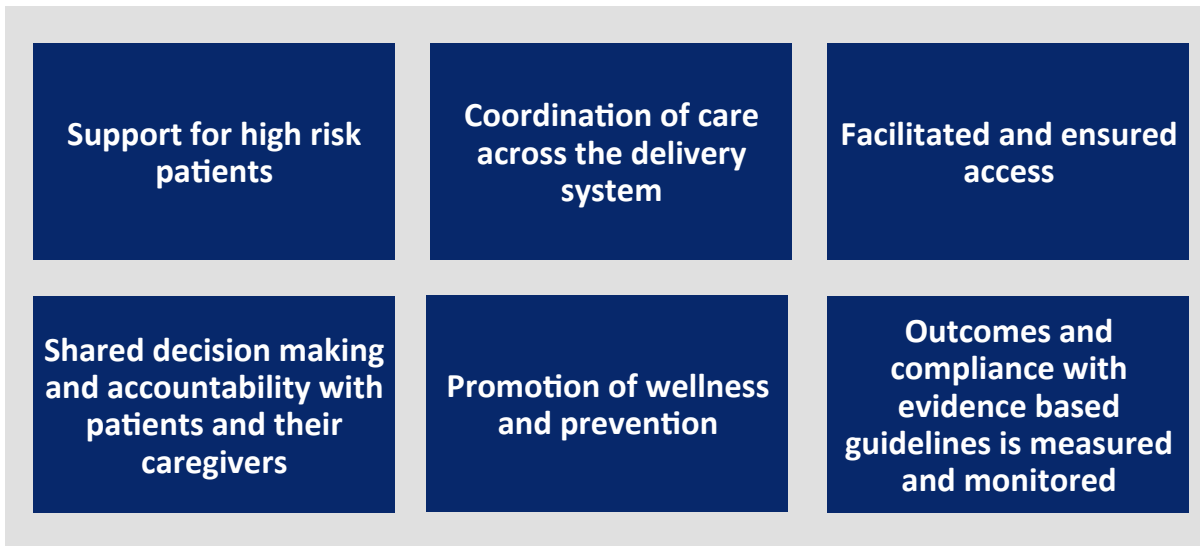 Support for high risk
patients
Coordination of care
across the delivery
system
Facilitated and ensured
access
Shared decision making
and accountability with
patients and their
caregivers
Promotion of wellness
and prevention
Outcomes and
compliance with
evidence based
guidelines is measured
and monitored